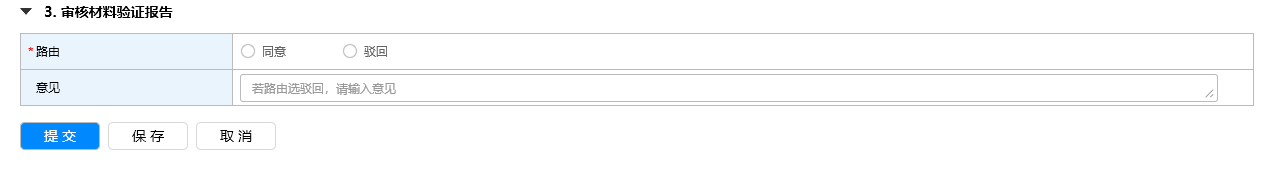 3. 审核材料验证报告
*路由 同意 驳回
意见 若路由选驳回，请输入意见
提交 保存 取消